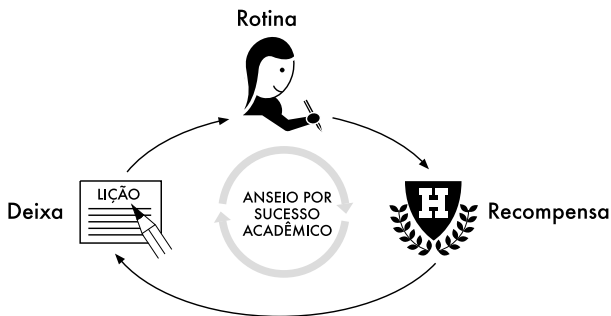 Rotina
Deixa
LIÇÃO
ANSEIO POR
SUCESSO
ACADÊMICO
H
Recompensa